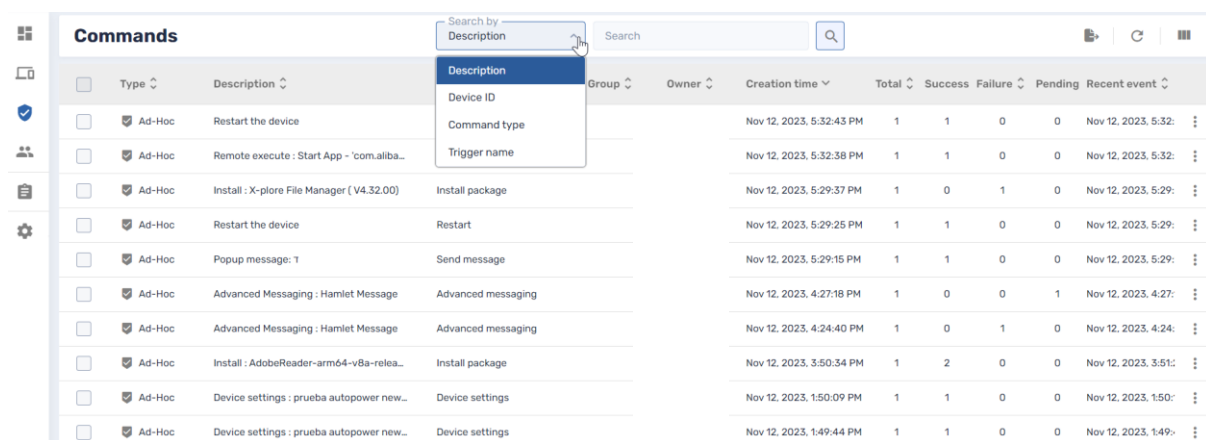 Search by
Commands Description Search
Description
Device ID
Command type
Trigger name
Type Description Group Owner Creation time Total Success Failure Pending Recent event
Ad-Hoc Restart the device Nov 12, 2023, 5:32:43 PM 1 1 0 0 Nov 12, 2023, 5:32:
Ad-Hoc Remote execute : Start App - 'com.aliba... Nov 12, 2023, 5:32:38 PM 1 1 0 0 Nov 12, 2023, 5:32:
Ad-Hoc Install : X-plore File Manager ( V4.32.00) Install package Nov 12, 2023, 5:29:37 PM 1 0 1 0 Nov 12, 2023, 5:29:
Ad-Hoc Restart the device Restart Nov 12, 2023, 5:29:25 PM 1 1 0 0 Nov 12, 2023, 5:29:
Ad-Hoc Popup message: ד Send message Nov 12, 2023, 5:29:15 PM 1 1 0 0 Nov 12, 2023, 5:29:
Ad-Hoc Advanced Messaging : Hamlet Message Advanced messaging Nov 12, 2023, 4:27:18 PM 1 0 0 1 Nov 12, 2023, 4:27:
Ad-Hoc Advanced Messaging : Hamlet Message Advanced messaging Nov 12, 2023, 4:24:40 PM 1 0 1 0 Nov 12, 2023, 4:24:
Ad-Hoc Install : AdobeReader-arm64-v8a-relea... Install package Nov 12, 2023, 3:50:34 PM 1 2 0 0 Nov 12, 2023, 3:51:
Ad-Hoc Device settings : prueba autopower new... Device settings Nov 12, 2023, 1:50:09 PM 1 1 0 0 Nov 12, 2023, 1:50:
Ad-Hoc Device settings : prueba autopower new... Device settings Nov 12, 2023, 1:49:44 PM 1 1 0 0 Nov 12, 2023, 1:49: